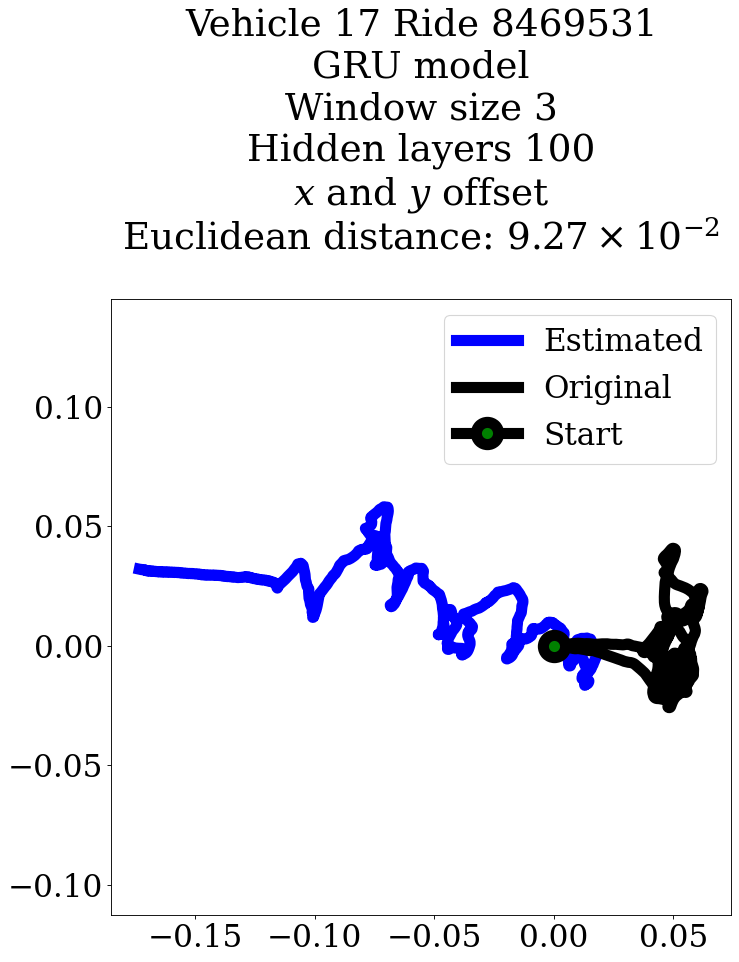 Vehicle 17 Ride 8469531
GRU model
Window size 3
Hidden layers 100
x and y offset
Euclidean distance: 9.27 × 10⁻²
Estimated
Original
Start
0.10
0.05
0.00
−0.05
−0.10
−0.15 −0.10 −0.05 0.00 0.05